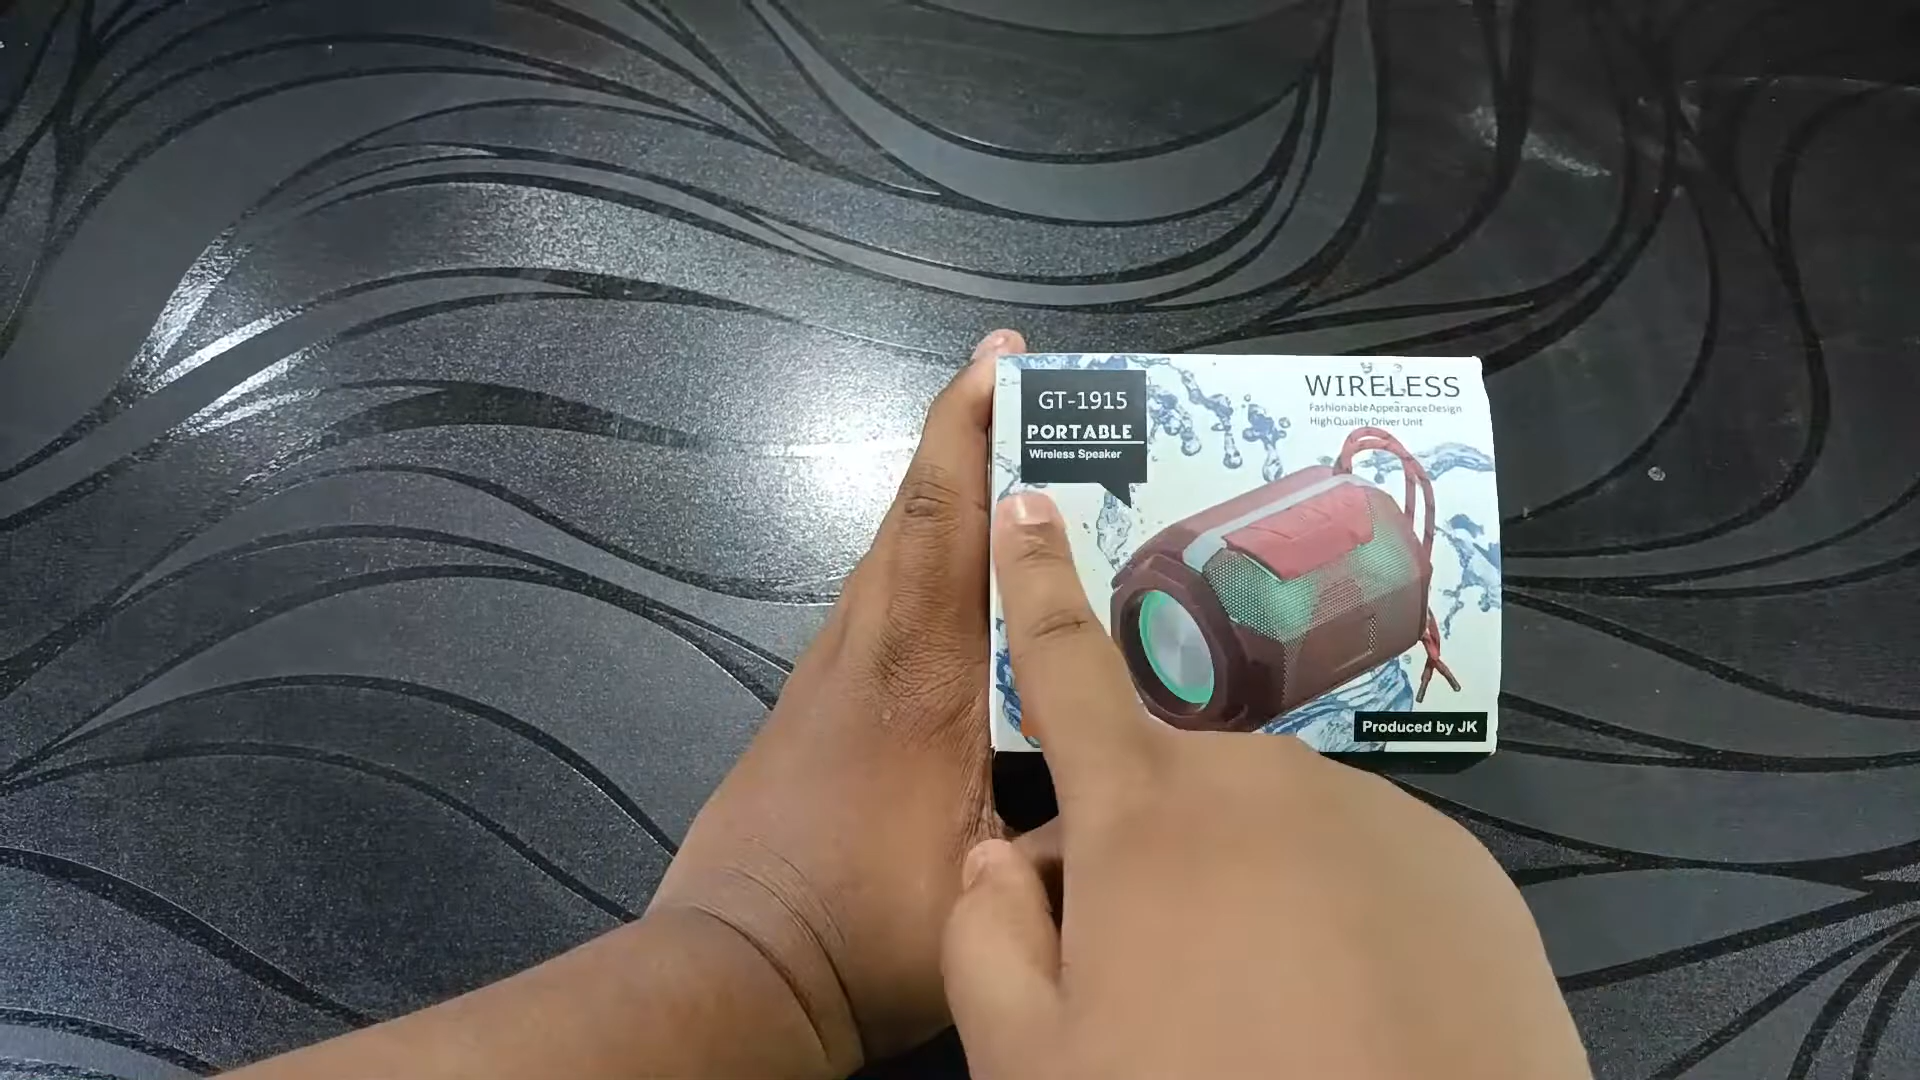 GT-1915
PORTABLE
Wireless Speaker
WIRELESS
Fashionable Appearance Design
High Quality Driver Unit
Produced by JK